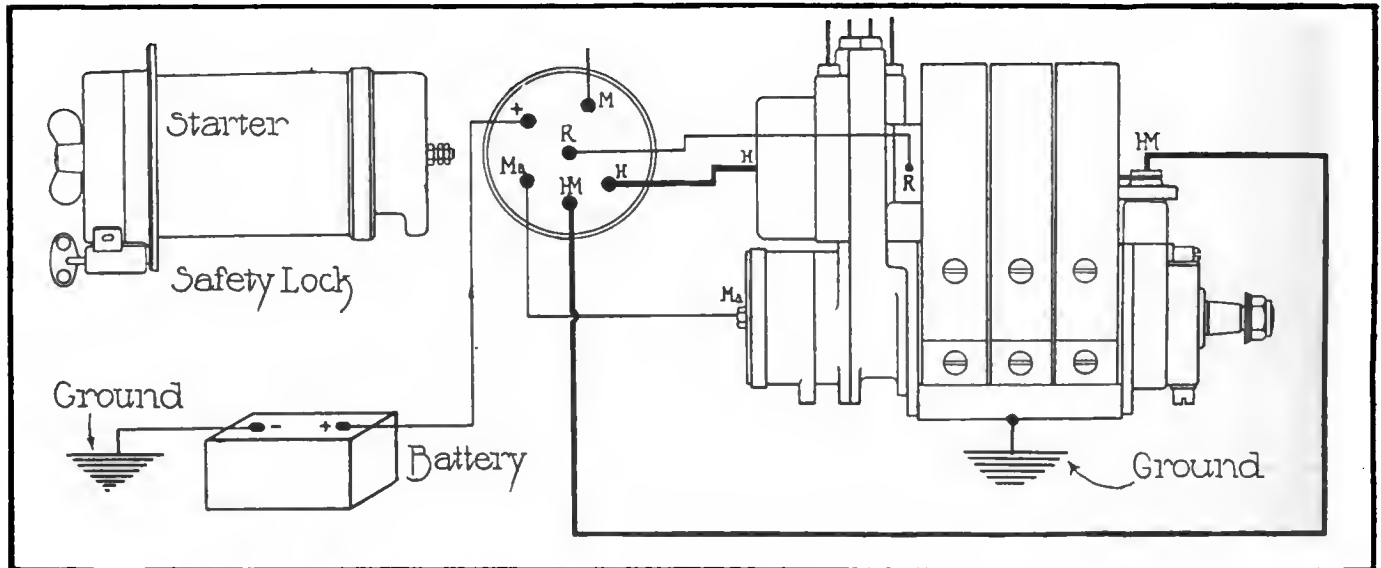 Starter
Safety Lock
+
M
R
MA
H
HM
H
R
HM
MA
Ground
-
+
Battery
Ground